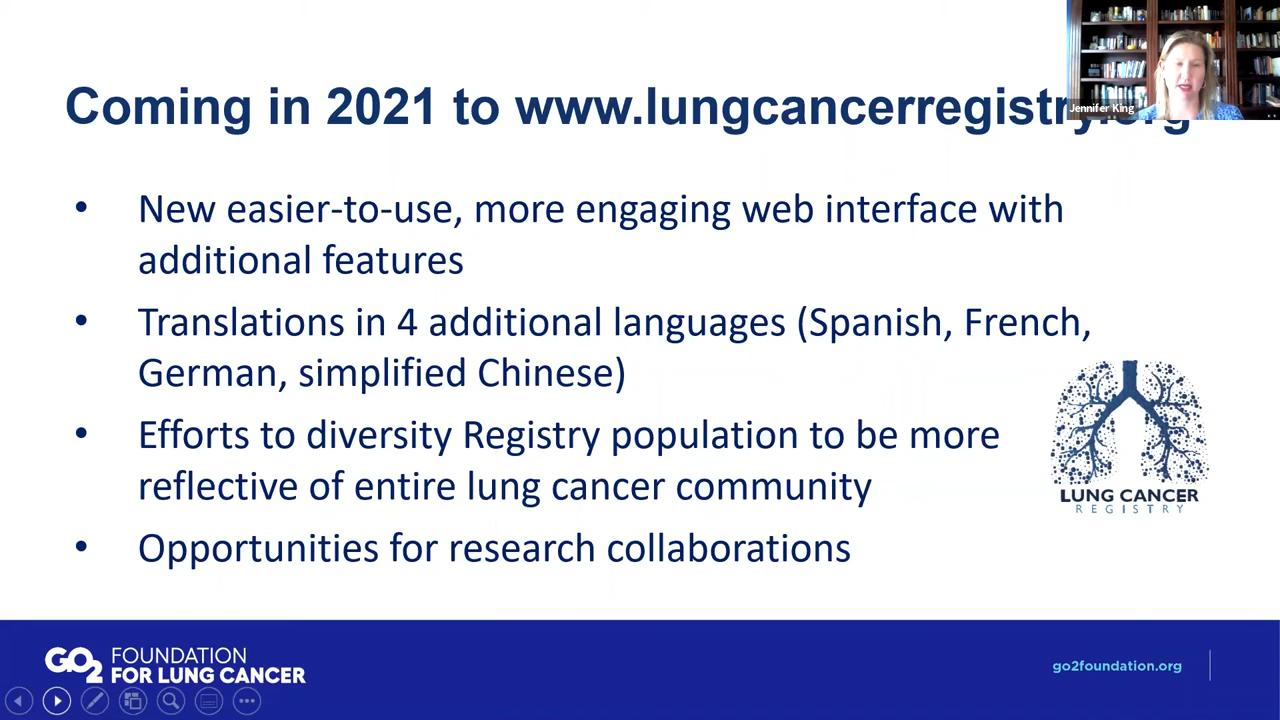 Coming in 2021 to www.lungcancerregistry.org
Jennifer King
• New easier-to-use, more engaging web interface with
additional features
• Translations in 4 additional languages (Spanish, French,
German, simplified Chinese)
• Efforts to diversity Registry population to be more
reflective of entire lung cancer community
• Opportunities for research collaborations
LUNG CANCER
REGISTRY
GO2 FOUNDATION
FOR LUNG CANCER
go2foundation.org